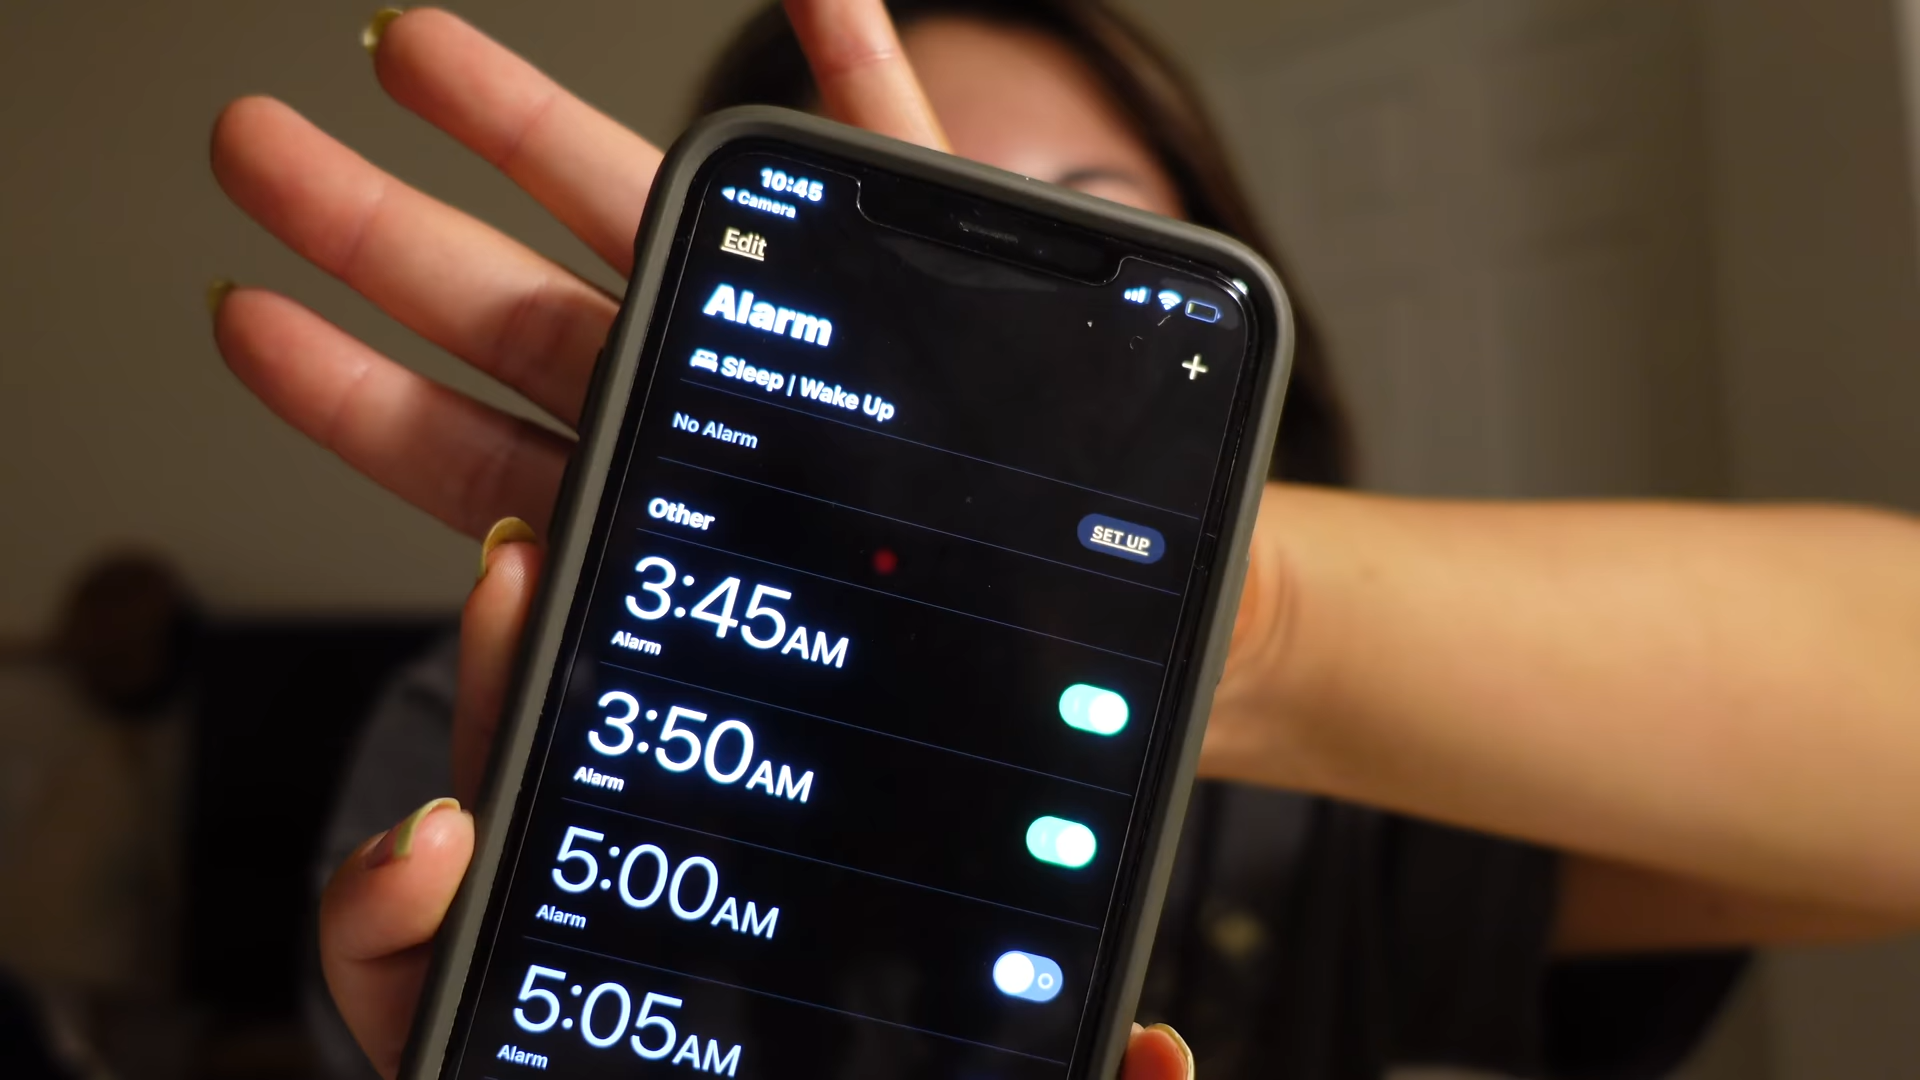 10:45
◀ Camera
Edit
+
Alarm
Sleep | Wake Up
No Alarm
SET UP
Other
3:45AM
Alarm
3:50AM
Alarm
5:00AM
Alarm
5:05AM
Alarm